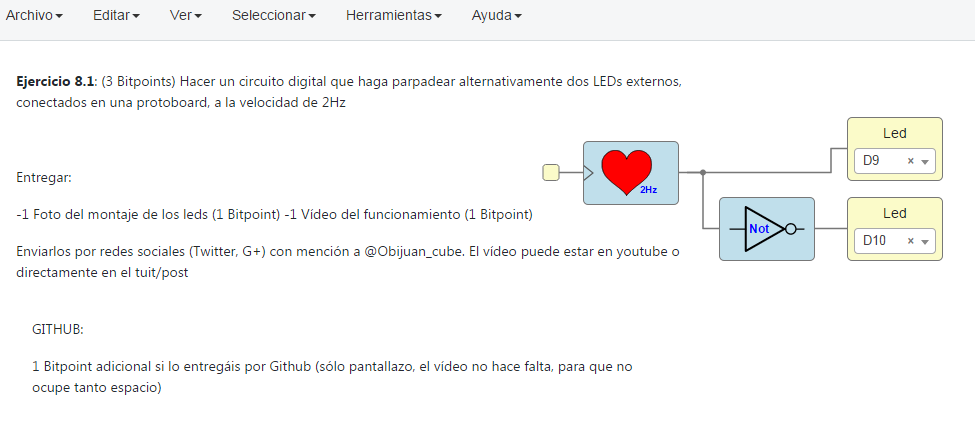 Archivo Editar Ver Seleccionar Herramientas Ayuda
Ejercicio 8.1: (3 Bitpoints) Hacer un circuito digital que haga parpadear alternativamente dos LEDs externos,
conectados en una protoboard, a la velocidad de 2Hz
Led
D9 ×
2Hz
Entregar:
-1 Foto del montaje de los leds (1 Bitpoint) -1 Vídeo del funcionamiento (1 Bitpoint)
Led
Not
D10 ×
Enviarlos por redes sociales (Twitter, G+) con mención a @Obijuan_cube. El vídeo puede estar en youtube o
directamente en el tuit/post
GITHUB:
1 Bitpoint adicional si lo entregáis por Github (sólo pantallazo, el vídeo no hace falta, para que no
ocupe tanto espacio)